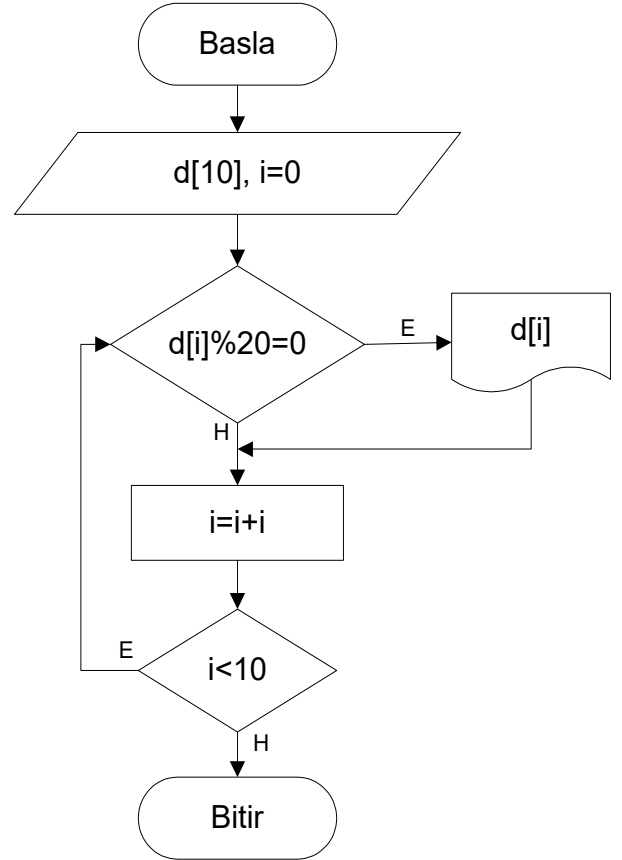 Basla
d[10], i=0
d[i]%20=0
E
d[i]
H
i=i+i
E
i<10
H
Bitir